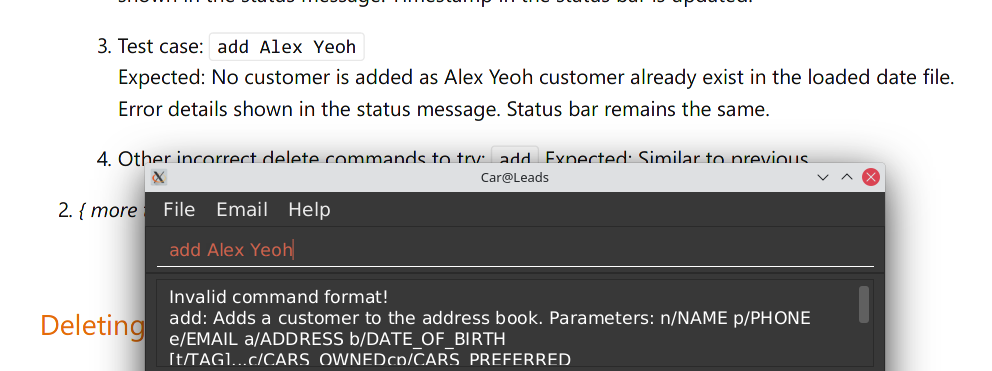 shown in the status message. Timestamp in the status bar is updated.
3. Test case: add Alex Yeoh
Expected: No customer is added as Alex Yeoh customer already exist in the loaded date file.
Error details shown in the status message. Status bar remains the same.
4. Other incorrect delete commands to try: add Expected: Similar to previous
Car@Leads
2. { more
File Email Help
add Alex Yeoh
Invalid command format!
add: Adds a customer to the address book. Parameters: n/NAME p/PHONE
e/EMAIL a/ADDRESS b/DATE_OF_BIRTH
[t/TAG]...c/CARS_OWNEDcp/CARS_PREFERRED
Deleting